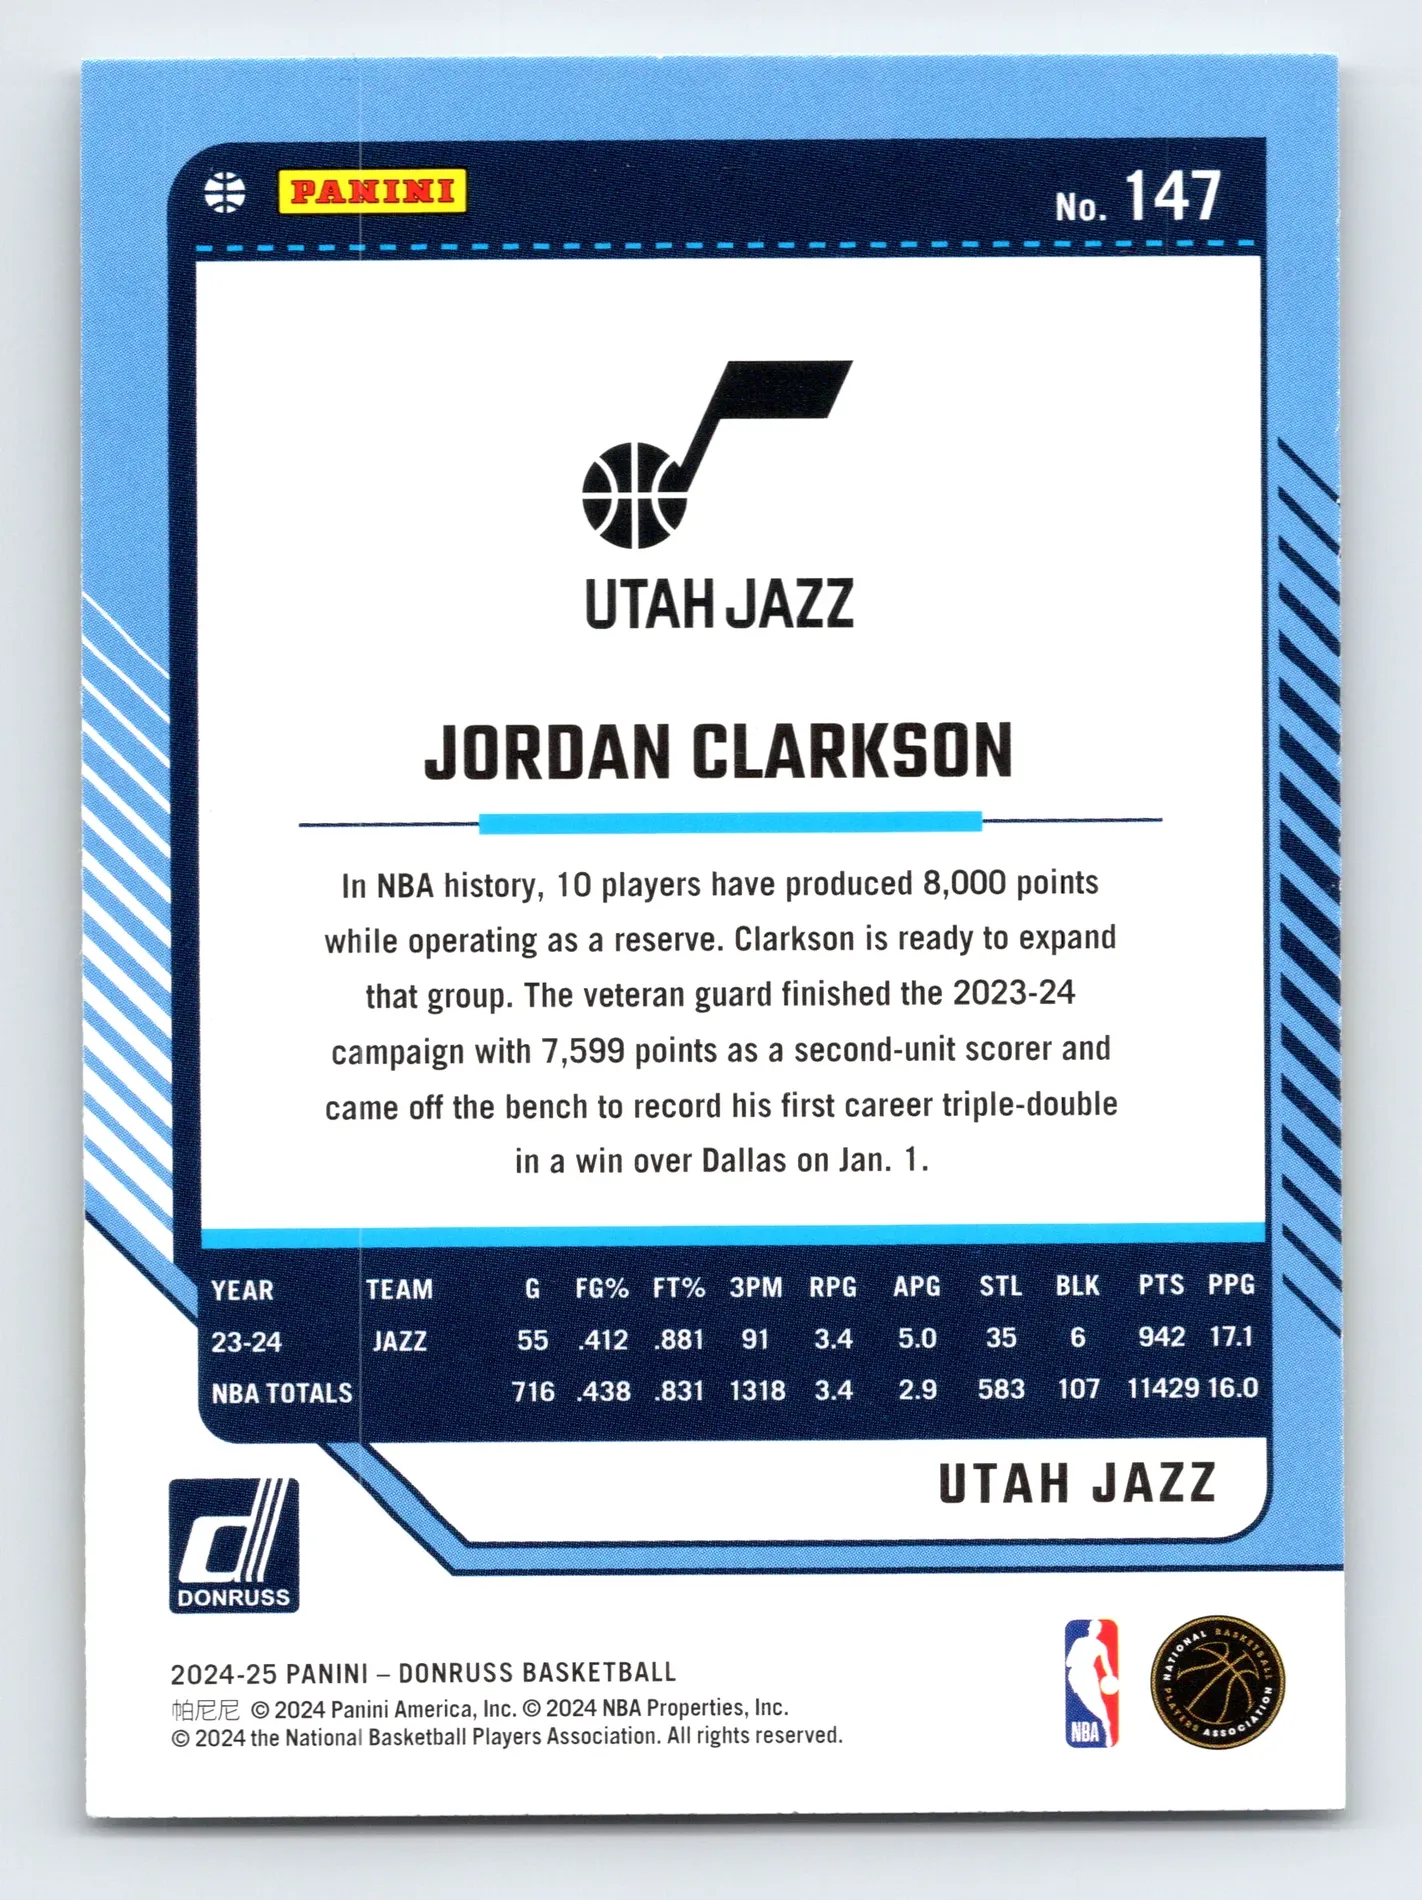 PANINI
No. 147
UTAH JAZZ
JORDAN CLARKSON
In NBA history, 10 players have produced 8,000 points
while operating as a reserve. Clarkson is ready to expand
that group. The veteran guard finished the 2023-24
campaign with 7,599 points as a second-unit scorer and
came off the bench to record his first career triple-double
in a win over Dallas on Jan. 1.
YEAR TEAM G FG% FT% 3PM RPG APG STL BLK PTS PPG
23-24 JAZZ 55 .412 .881 91 3.4 5.0 35 6 942 17.1
NBA TOTALS 716 .438 .831 1318 3.4 2.9 583 107 11429 16.0
UTAH JAZZ
d
DONRUSS
2024-25 PANINI – DONRUSS BASKETBALL
帕尼尼 © 2024 Panini America, Inc. © 2024 NBA Properties, Inc.
© 2024 the National Basketball Players Association. All rights reserved.
NBA
NATIONAL BASKETBALL
PLAYERS ASSOCIATION